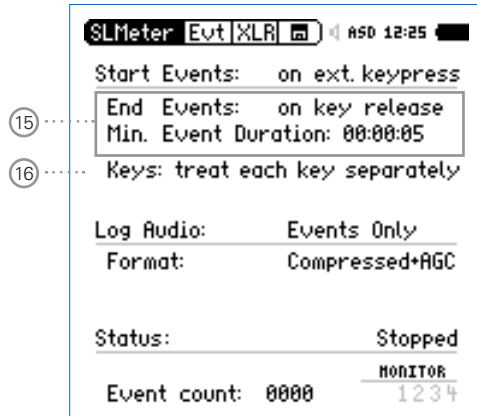 SLMeter Evt XLR ASD 12:25
Start Events: on ext. keypress
15 End Events: on key release
Min. Event Duration: 00:00:05
16 Keys: treat each key separately
Log Audio: Events Only
Format: Compressed+AGC
Status: Stopped
MONITOR
Event count: 0000 1234